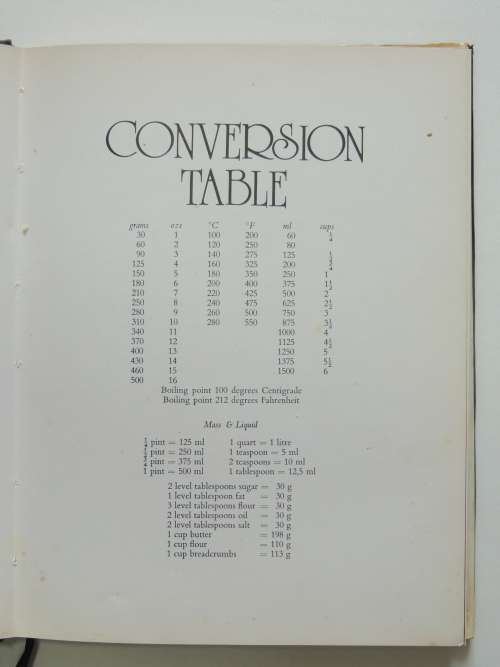 CONVERSION
TABLE
grams ozs °C °F ml cups
30 1 100 200 60 ¼
60 2 120 250 80
90 3 140 275 125 ½
125 4 160 325 200 ¾
150 5 180 350 250 1
180 6 200 400 375 1½
210 7 220 425 500 2
250 8 240 475 625 2½
280 9 260 500 750 3
310 10 280 550 875 3½
340 11 1000 4
370 12 1125 4½
400 13 1250 5
430 14 1375 5½
460 15 1500 6
500 16
Boiling point 100 degrees Centigrade
Boiling point 212 degrees Fahrenheit
Mass & Liquid
¼ pint = 125 ml 1 quart = 1 litre
½ pint = 250 ml 1 teaspoon = 5 ml
¾ pint = 375 ml 2 teaspoons = 10 ml
1 pint = 500 ml 1 tablespoon = 12,5 ml
2 level tablespoons sugar = 30 g
1 level tablespoon fat = 30 g
3 level tablespoons flour = 30 g
2 level tablespoons oil = 30 g
2 level tablespoons salt = 30 g
1 cup butter = 198 g
1 cup flour = 110 g
1 cup breadcrumbs = 113 g